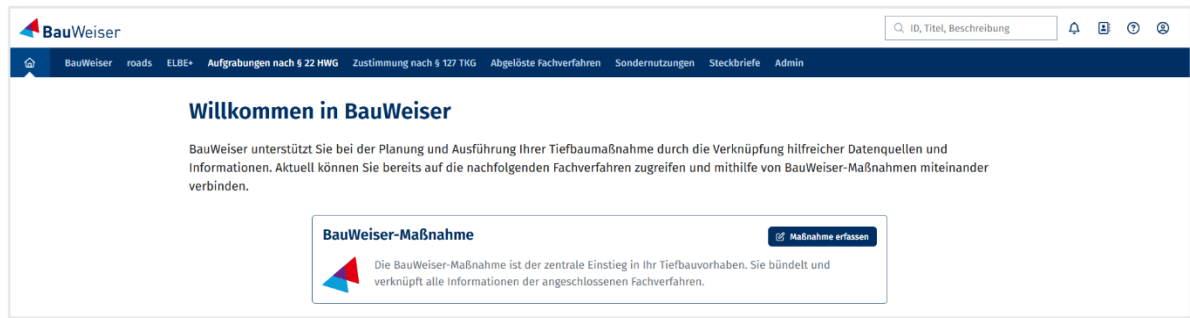 BauWeiser
ID, Titel, Beschreibung
BauWeiser roads ELBE+ Aufgrabungen nach § 22 HWG Zustimmung nach § 127 TKG Abgelöste Fachverfahren Sondernutzungen Steckbriefe Admin
Willkommen in BauWeiser
BauWeiser unterstützt Sie bei der Planung und Ausführung Ihrer Tiefbaumaßnahme durch die Verknüpfung hilfreicher Datenquellen und
Informationen. Aktuell können Sie bereits auf die nachfolgenden Fachverfahren zugreifen und mithilfe von BauWeiser-Maßnahmen miteinander
verbinden.
BauWeiser-Maßnahme
Maßnahme erfassen
Die BauWeiser-Maßnahme ist der zentrale Einstieg in Ihr Tiefbauvorhaben. Sie bündelt und
verknüpft alle Informationen der angeschlossenen Fachverfahren.